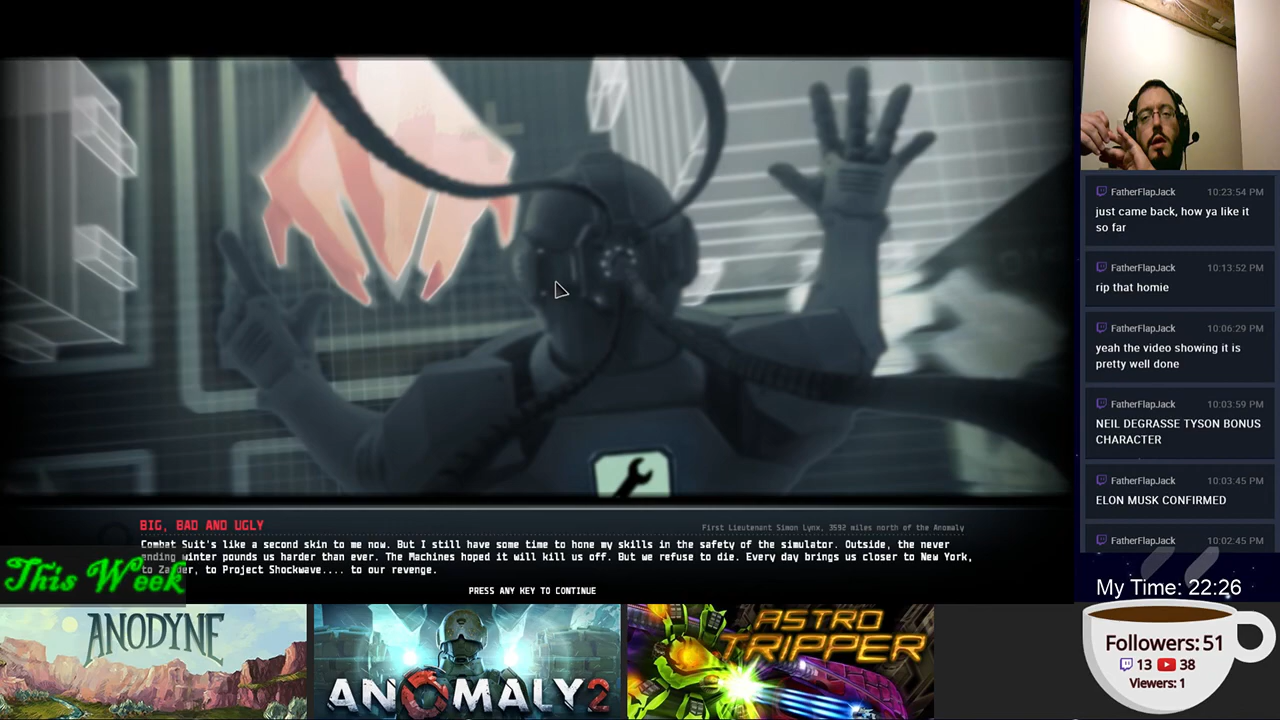 BIG, BAD AND UGLY
First Lieutenant Simon Lynx, 3592 miles north of the Anomaly
Combat Suit's like a second skin to me now. But I still have some time to hone my skills in the safety of the simulator. Outside, the never
ending winter pounds us harder than ever. The Machines hoped it will kill us off. But we refuse to die. Every day brings us closer to New York,
to Project Shockwave.... to our revenge.
PRESS ANY KEY TO CONTINUE
This Week
ANODYNE
ANOMALY 2
ASTRO
TRIPPER
FatherFlapJack 10:23:54 PM
just came back, how ya like it
so far
FatherFlapJack 10:13:52 PM
rip that homie
FatherFlapJack 10:06:29 PM
yeah the video showing it is
pretty well done
FatherFlapJack 10:03:59 PM
NEIL DEGRASSE TYSON BONUS
CHARACTER
FatherFlapJack 10:03:45 PM
ELON MUSK CONFIRMED
FatherFlapJack 10:02:45 PM
My Time: 22:26
Followers: 51
13 38
Viewers: 1